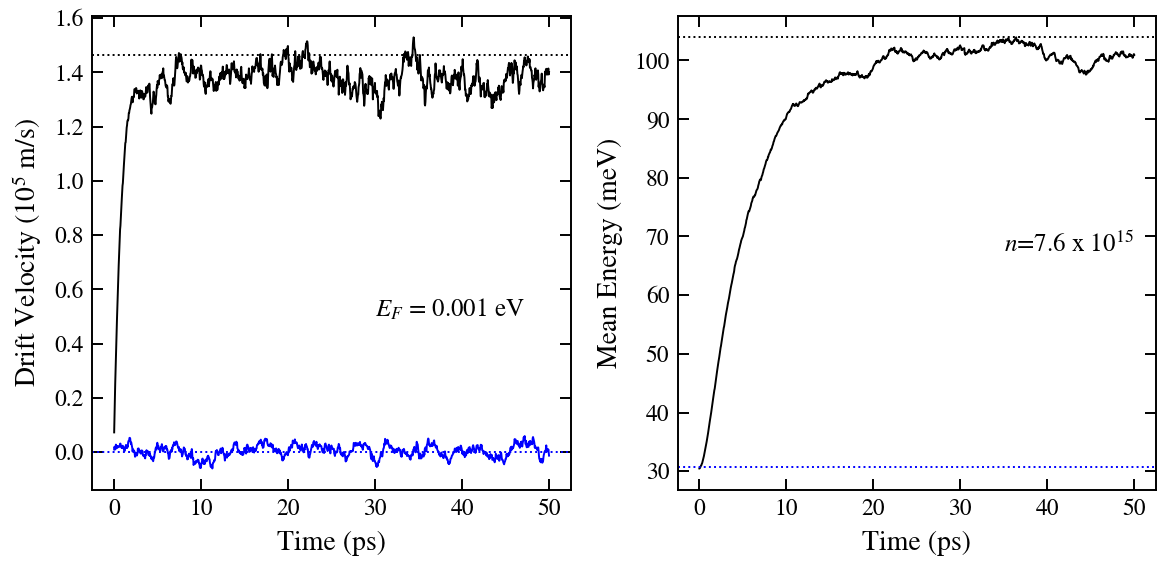 1.6
1.4
1.2
1.0
0.8
0.6
0.4
0.2
0.0
Drift Velocity (10⁵ m/s)
E_F = 0.001 eV
0 10 20 30 40 50
Time (ps)
100
90
80
70
60
50
40
30
Mean Energy (meV)
n=7.6 x 10¹⁵
0 10 20 30 40 50
Time (ps)